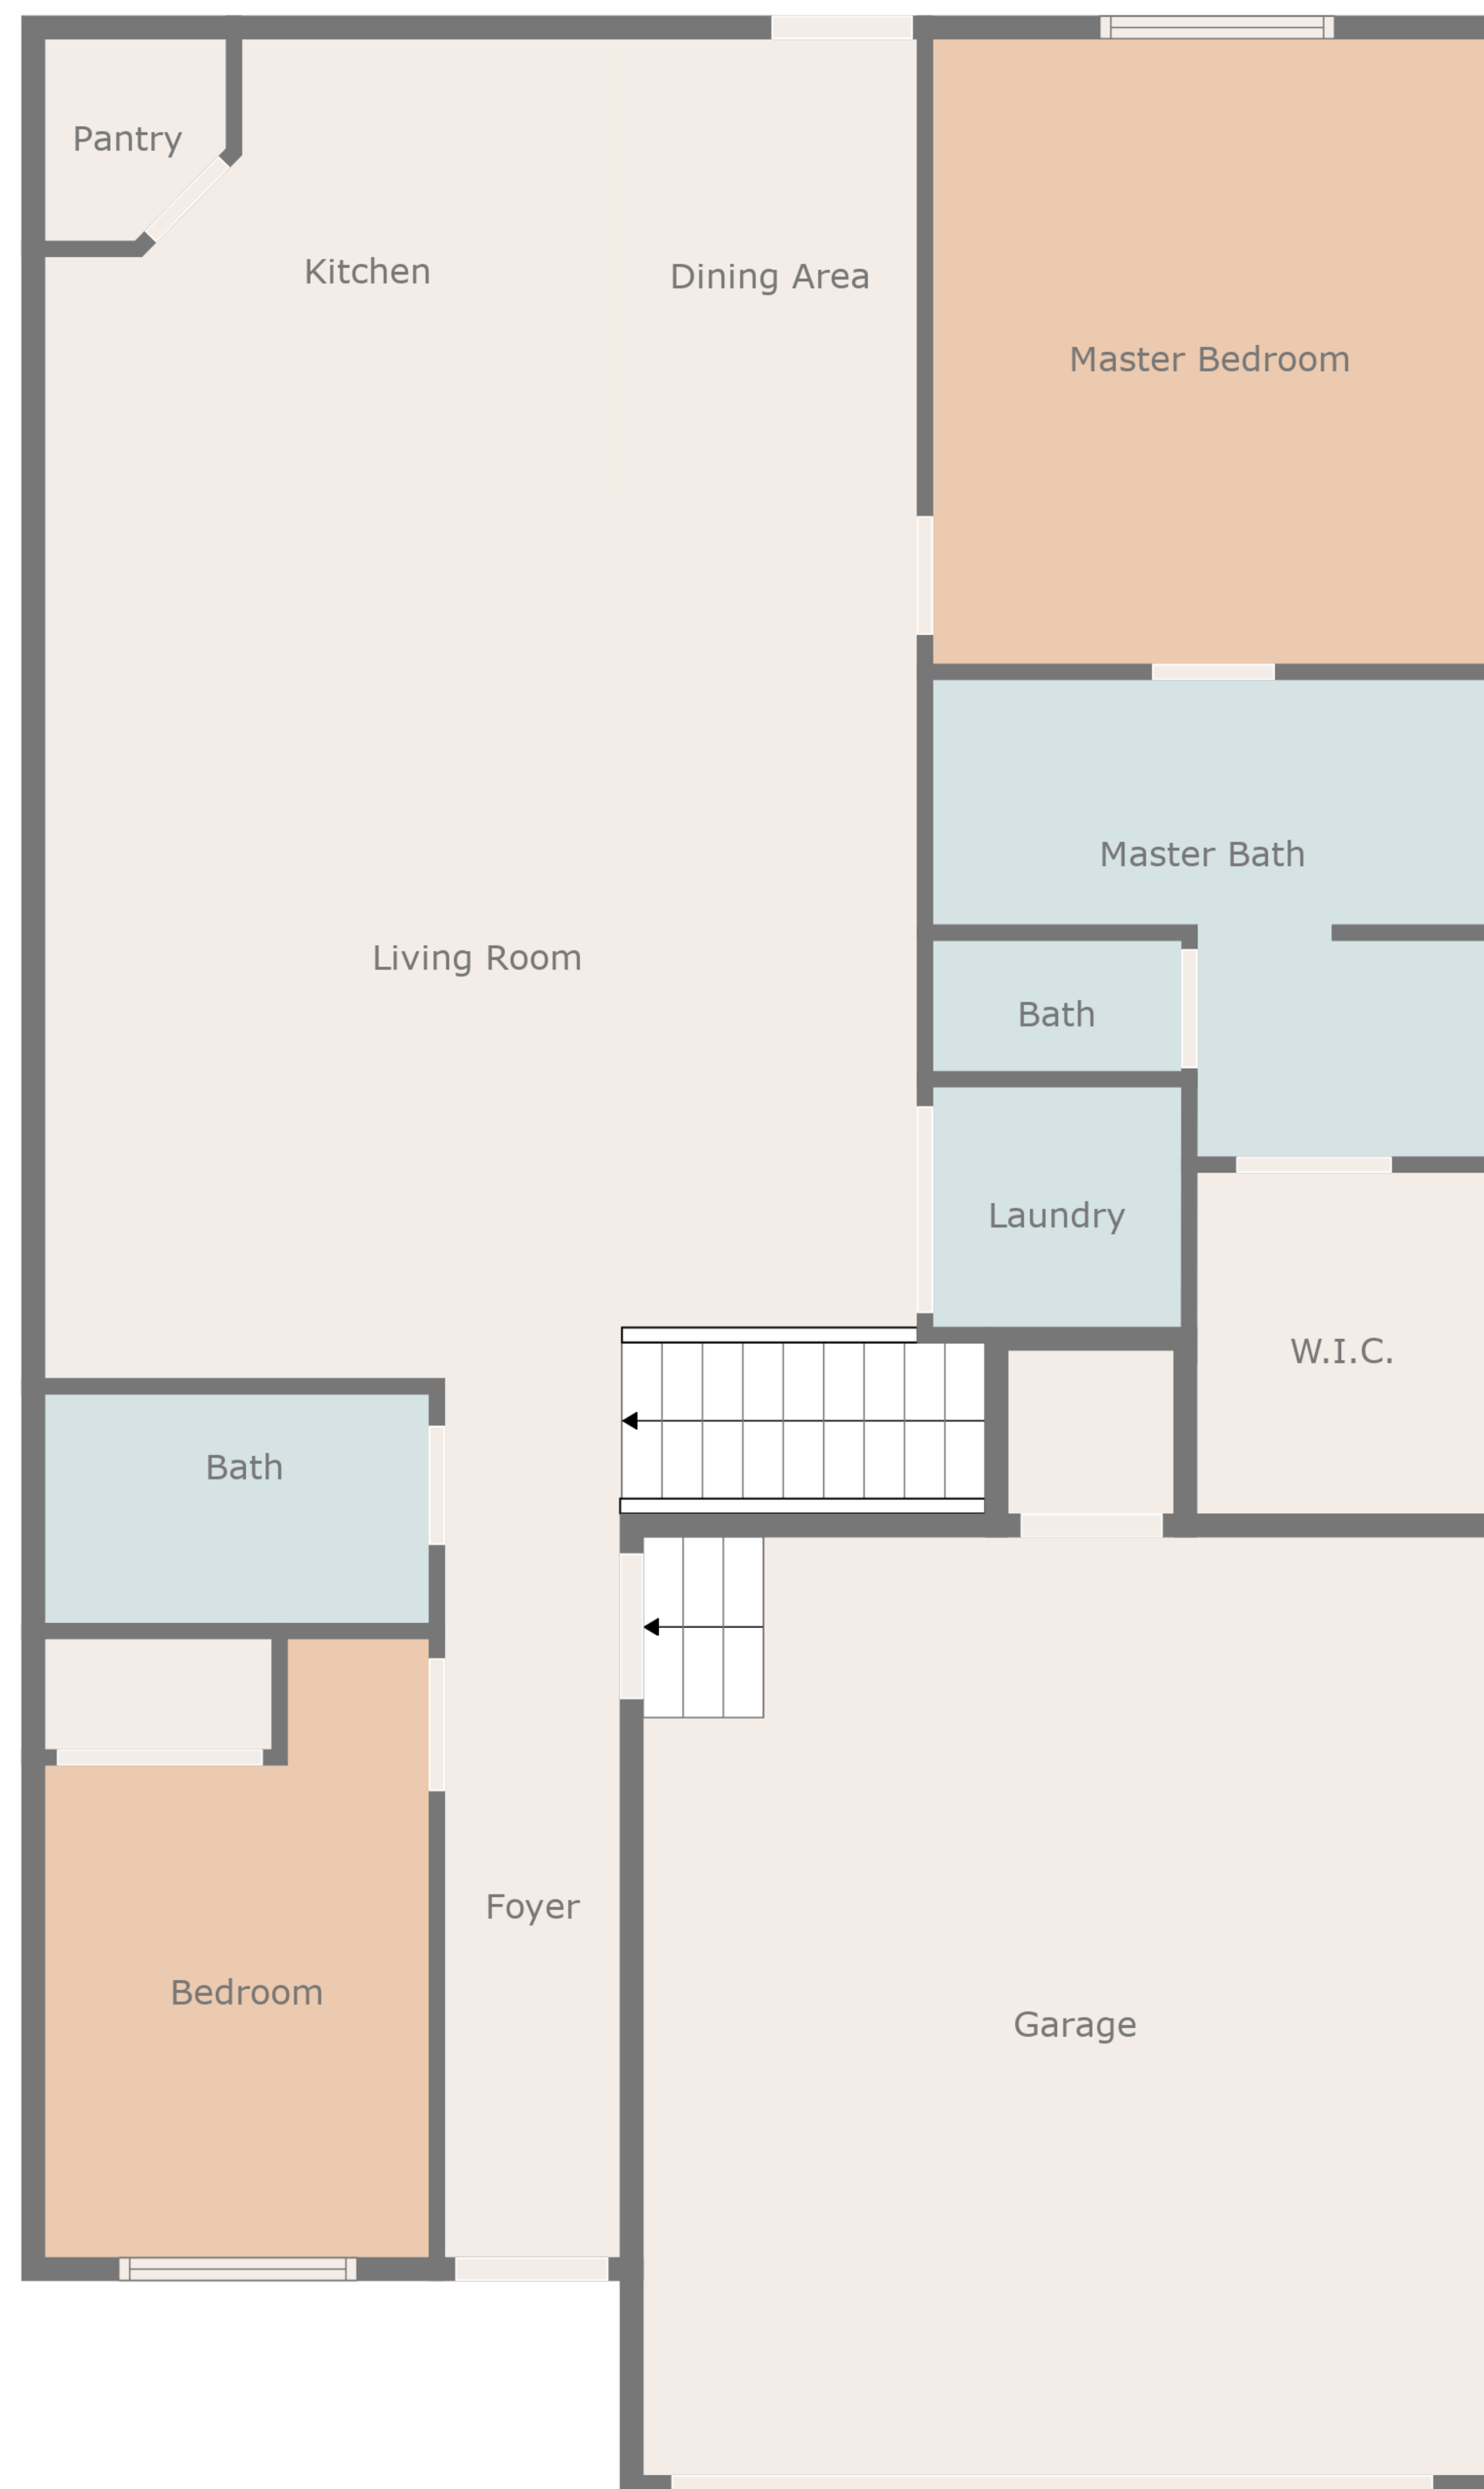 Pantry
Kitchen
Dining Area
Master Bedroom
Master Bath
Living Room
Bath
Laundry
W.I.C.
Bath
Foyer
Bedroom
Garage